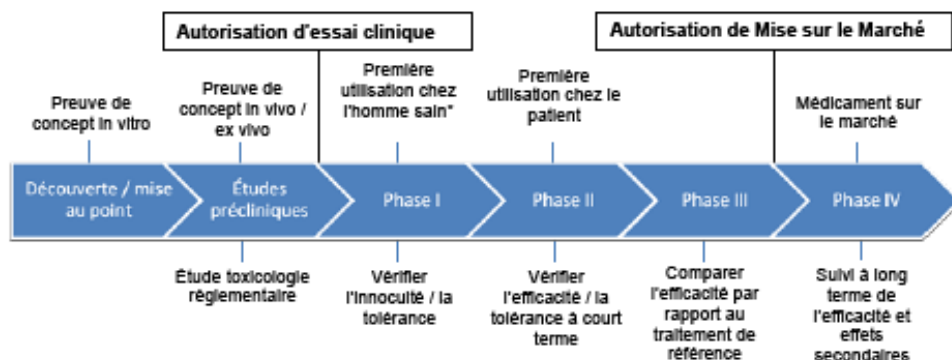 Autorisation d'essai clinique
Autorisation de Mise sur le Marché
Preuve de
concept in vitro
Preuve de
concept in vivo /
ex vivo
Première
utilisation chez
l'homme sain*
Première
utilisation chez le
patient
Médicament sur
le marché
Découverte / mise
au point
Études
précliniques
Phase I
Phase II
Phase III
Phase IV
Étude toxicologie
règlementaire
Vérifier
l'innocuité / la
tolérance
Vérifier
l'efficacité / la
tolérance à court
terme
Comparer
l'efficacité par
rapport au
traitement de
référence
Suivi à long
terme de
l'efficacité et
effets
secondaires